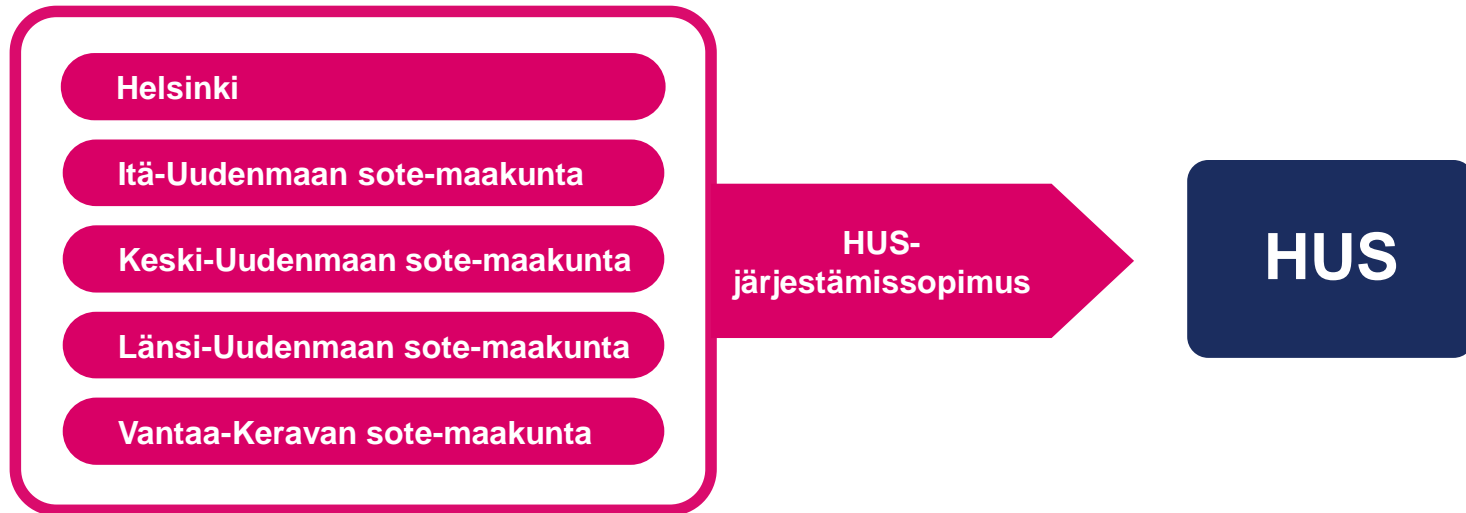 Helsinki
Itä-Uudenmaan sote-maakunta
Keski-Uudenmaan sote-maakunta
Länsi-Uudenmaan sote-maakunta
Vantaa-Keravan sote-maakunta
HUS-
järjestämissopimus
HUS